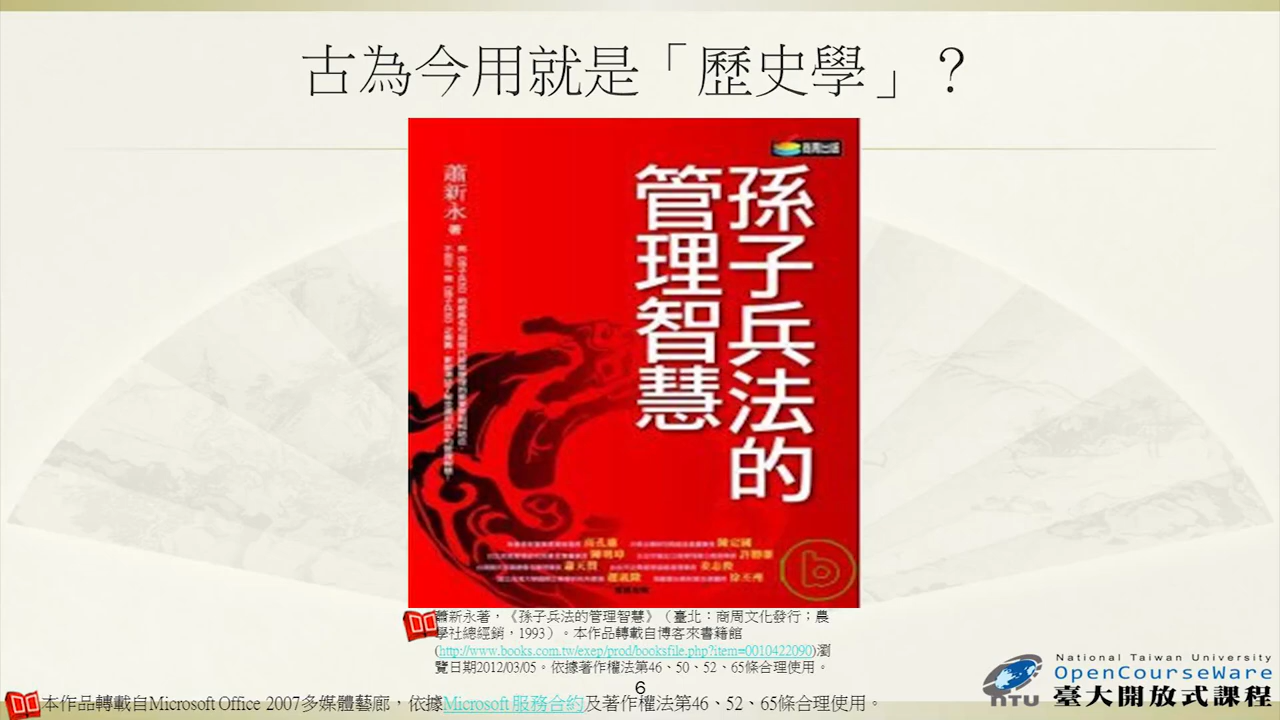 古為今用就是「歷史學」？
商周出版
孫子兵法的
管理智慧
蕭新永 著
蕭新永著，《孫子兵法的管理智慧》（臺北：商周文化發行；農
學社總經銷，1993）。本作品轉載自博客來書籍館
(http://www.books.com.tw/exep/prod/booksfile.php?item=0010422090)瀏
覽日期2012/03/05。依據著作權法第46、50、52、65條合理使用。
6
本作品轉載自Microsoft Office 2007多媒體藝廊，依據Microsoft 服務合約及著作權法第46、52、65條合理使用。
National Taiwan University
OpenCourseWare
NTU
臺大開放式課程